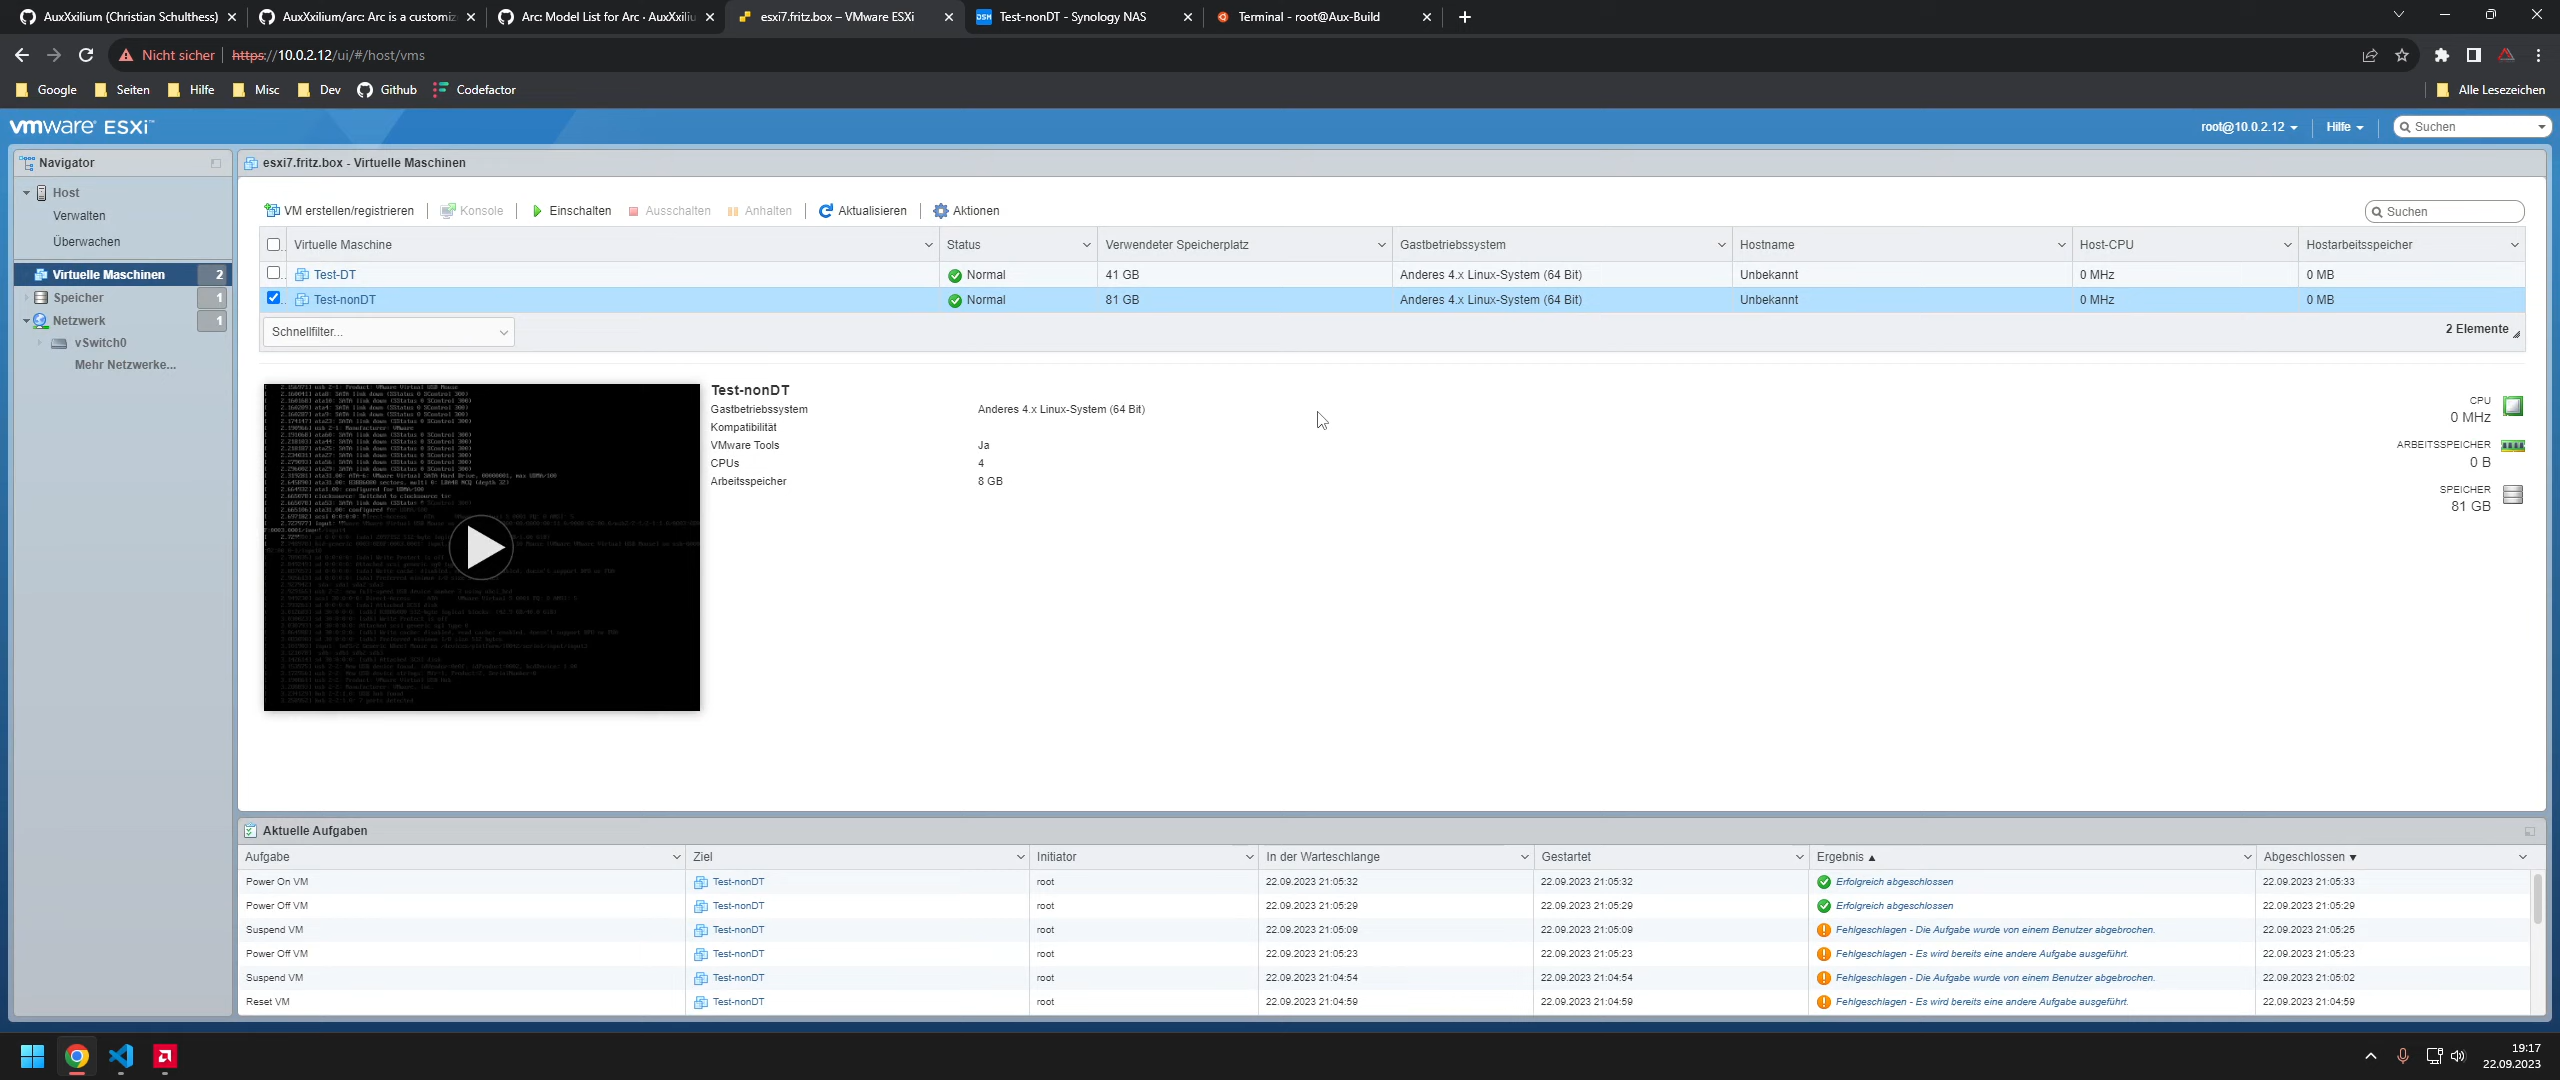 AuxXxilium (Christian Schulthess)
AuxXxilium/arc: Arc is a customiz
Arc: Model List for Arc · AuxXxiliu
esxi7.fritz.box – VMware ESXi
Test-nonDT - Synology NAS
Terminal - root@Aux-Build
Nicht sicher https://10.0.2.12/ui/#/host/vms
Google Seiten Hilfe Misc Dev Github Codefactor Alle Lesezeichen
vmware ESXi™ root@10.0.2.12 Hilfe Suchen
Navigator
Host
Verwalten
Überwachen
Virtuelle Maschinen 2
Speicher 1
Netzwerk 1
vSwitch0
Mehr Netzwerke...
esxi7.fritz.box - Virtuelle Maschinen
VM erstellen/registrieren Konsole Einschalten Ausschalten Anhalten Aktualisieren Aktionen Suchen
Virtuelle Maschine Status Verwendeter Speicherplatz Gastbetriebssystem Hostname Host-CPU Hostarbeitsspeicher
Test-DT Normal 41 GB Anderes 4.x Linux-System (64 Bit) Unbekannt 0 MHz 0 MB
Test-nonDT Normal 81 GB Anderes 4.x Linux-System (64 Bit) Unbekannt 0 MHz 0 MB
Schnellfilter... 2 Elemente
Test-nonDT
Gastbetriebssystem Anderes 4.x Linux-System (64 Bit)
Kompatibilität
VMware Tools Ja
CPUs 4
Arbeitsspeicher 8 GB
CPU
0 MHz
ARBEITSSPEICHER
0 B
SPEICHER
81 GB
Aktuelle Aufgaben
Aufgabe Ziel Initiator In der Warteschlange Gestartet Ergebnis Abgeschlossen
Power On VM Test-nonDT root 22.09.2023 21:05:32 22.09.2023 21:05:32 Erfolgreich abgeschlossen 22.09.2023 21:05:33
Power Off VM Test-nonDT root 22.09.2023 21:05:29 22.09.2023 21:05:29 Erfolgreich abgeschlossen 22.09.2023 21:05:29
Suspend VM Test-nonDT root 22.09.2023 21:05:09 22.09.2023 21:05:09 Fehlgeschlagen - Die Aufgabe wurde von einem Benutzer abgebrochen. 22.09.2023 21:05:25
Power Off VM Test-nonDT root 22.09.2023 21:05:23 22.09.2023 21:05:23 Fehlgeschlagen - Es wird bereits eine andere Aufgabe ausgeführt. 22.09.2023 21:05:23
Suspend VM Test-nonDT root 22.09.2023 21:04:54 22.09.2023 21:04:54 Fehlgeschlagen - Die Aufgabe wurde von einem Benutzer abgebrochen. 22.09.2023 21:05:02
Reset VM Test-nonDT root 22.09.2023 21:04:59 22.09.2023 21:04:59 Fehlgeschlagen - Es wird bereits eine andere Aufgabe ausgeführt. 22.09.2023 21:04:59
19:17
22.09.2023